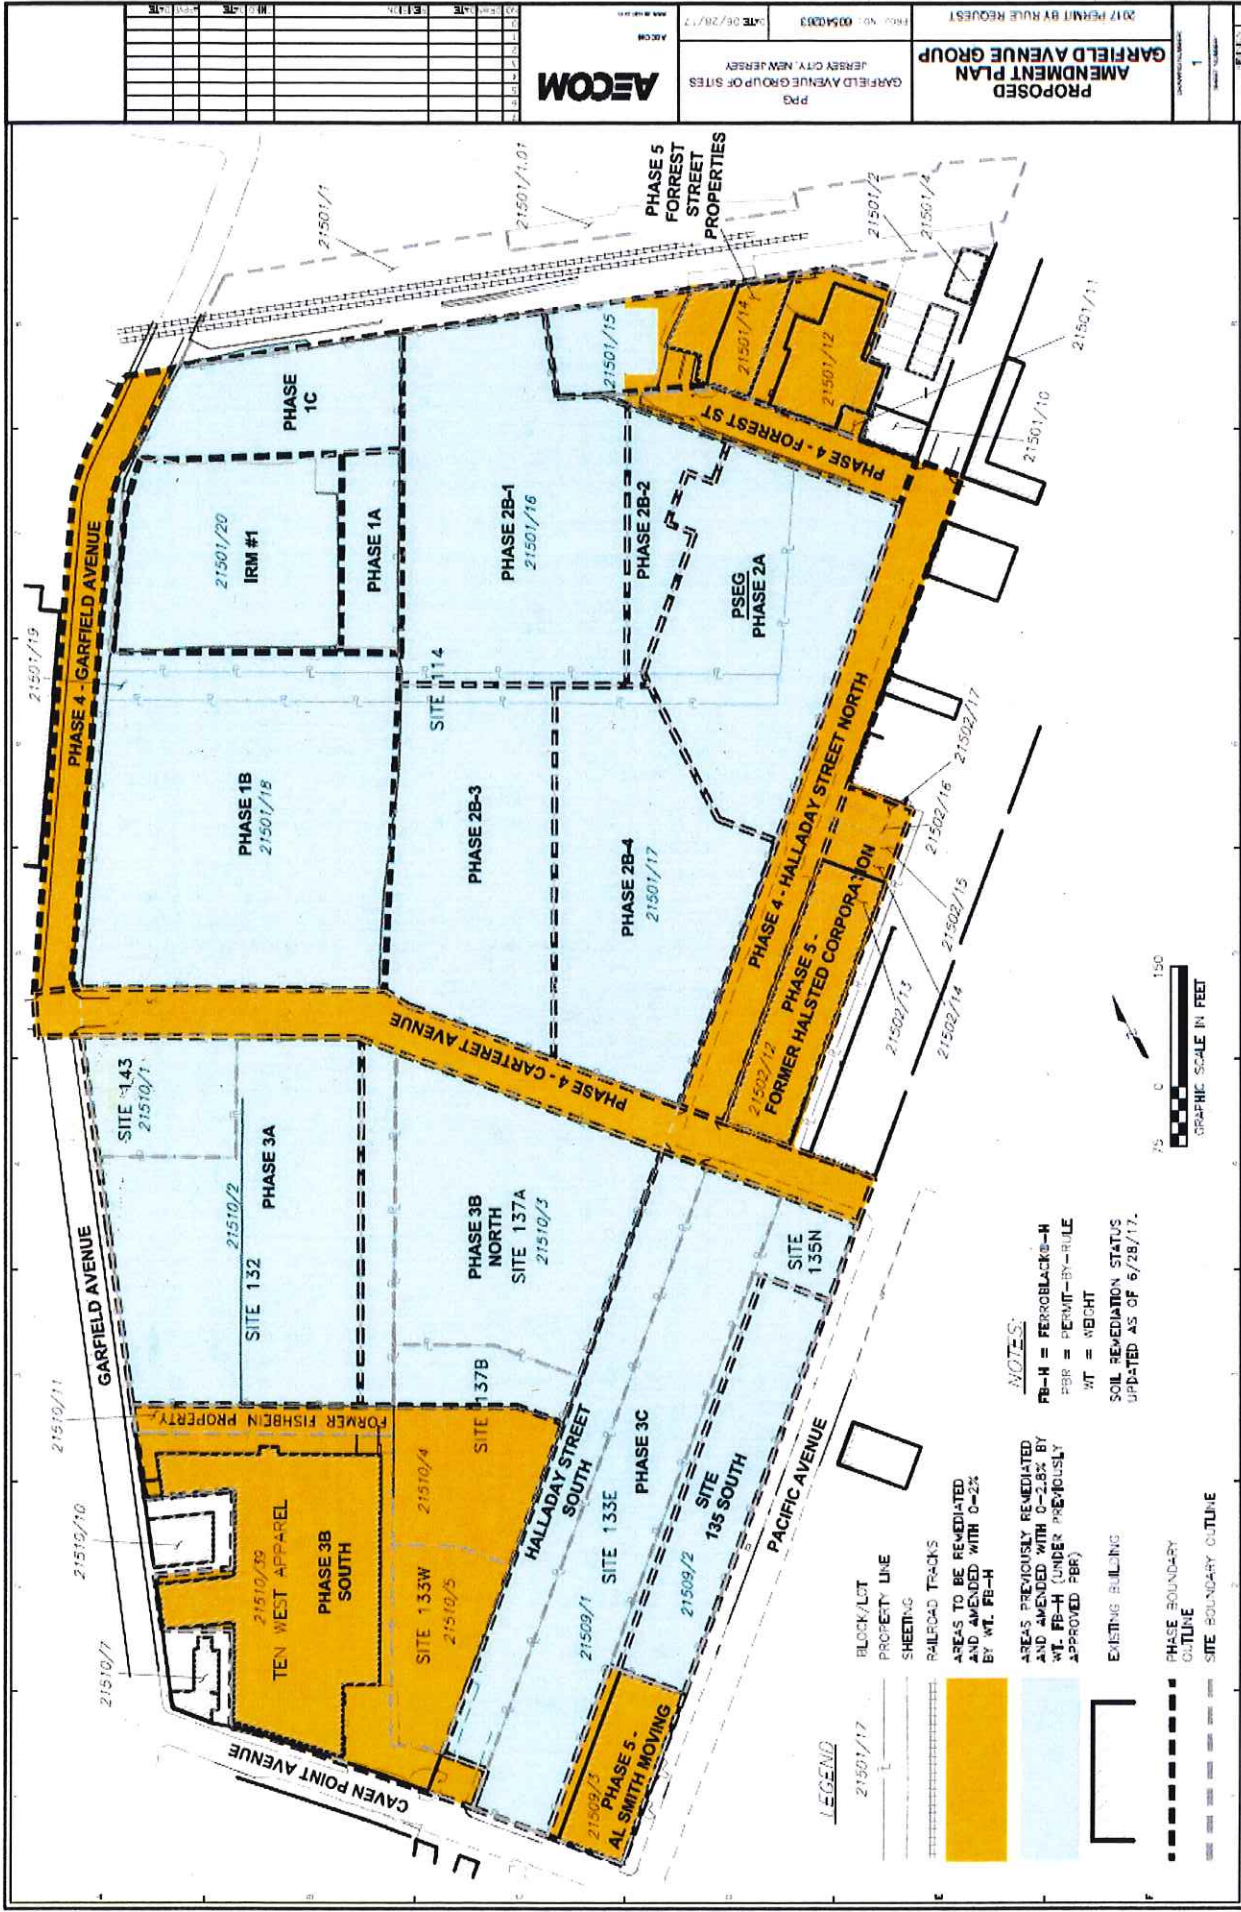 PROPOSED
AMENDMENT PLAN
GARFIELD AVENUE GROUP
2017 PERMIT BY RULE REQUEST
PPG
GARFIELD AVENUE GROUP OF SITES
JERSEY CITY, NEW JERSEY
PROJ. NO.: 60540263
DATE: 06/28/17
AECOM
AECOM
1
21501/1
21501/1.01
PHASE 5
FORREST
STREET
PROPERTIES
21501/2
21501/4
21501/11
21501/10
21501/15
21501/14
21501/12
PHASE 4 - FORREST ST
PHASE
1C
21501/20
IRM #1
PHASE 1A
PHASE 2B-1
21501/16
PHASE 2B-2
PSEG
PHASE 2A
21501/19
PHASE 4 - GARFIELD AVENUE
SITE 114
PHASE 1B
21501/18
PHASE 2B-3
PHASE 2B-4
21501/17
PHASE 4 - HALLADAY STREET NORTH
21502/17
21502/16
21502/15
21502/14
21502/13
21502/12
PHASE 5 -
FORMER HALSTED CORPORATION
PHASE 4 - CARTERET AVENUE
SITE 143
21510/1
21510/2
PHASE 3A
SITE 132
GARFIELD AVENUE
PHASE 3B
NORTH
SITE 137A
21510/3
SITE
135N
21510/11
FORMER FISHBEIN PROPERTY
SITE 137B
21510/4
21510/10
21510/39
TEN WEST APPAREL
PHASE 3B
SOUTH
SITE 133W
21510/5
21510/7
CAVEN POINT AVENUE
HALLADAY STREET
SOUTH
PHASE 3C
SITE 133E
21509/1
21509/2
SITE
135 SOUTH
PACIFIC AVENUE
21509/3
PHASE 5 -
AL SMITH MOVING
75 0 150
GRAPHIC SCALE IN FEET
NOTES:
FB-H = FERROBLACK®-H
PBR = PERMIT-BY-RULE
WT = WEIGHT
SOIL REMEDIATION STATUS
UPDATED AS OF 6/28/17.
LEGEND
21501/17 BLOCK/LOT
PROPERTY LINE
SHEETING
RAILROAD TRACKS
AREAS TO BE REMEDIATED
AND AMENDED WITH 0-2%
BY WT. FB-H
AREAS PREVIOUSLY REMEDIATED
AND AMENDED WITH 0-2.8% BY
WT. FB-H (UNDER PREVIOUSLY
APPROVED PBR)
EXISTING BUILDING
PHASE BOUNDARY
OUTLINE
SITE BOUNDARY OUTLINE